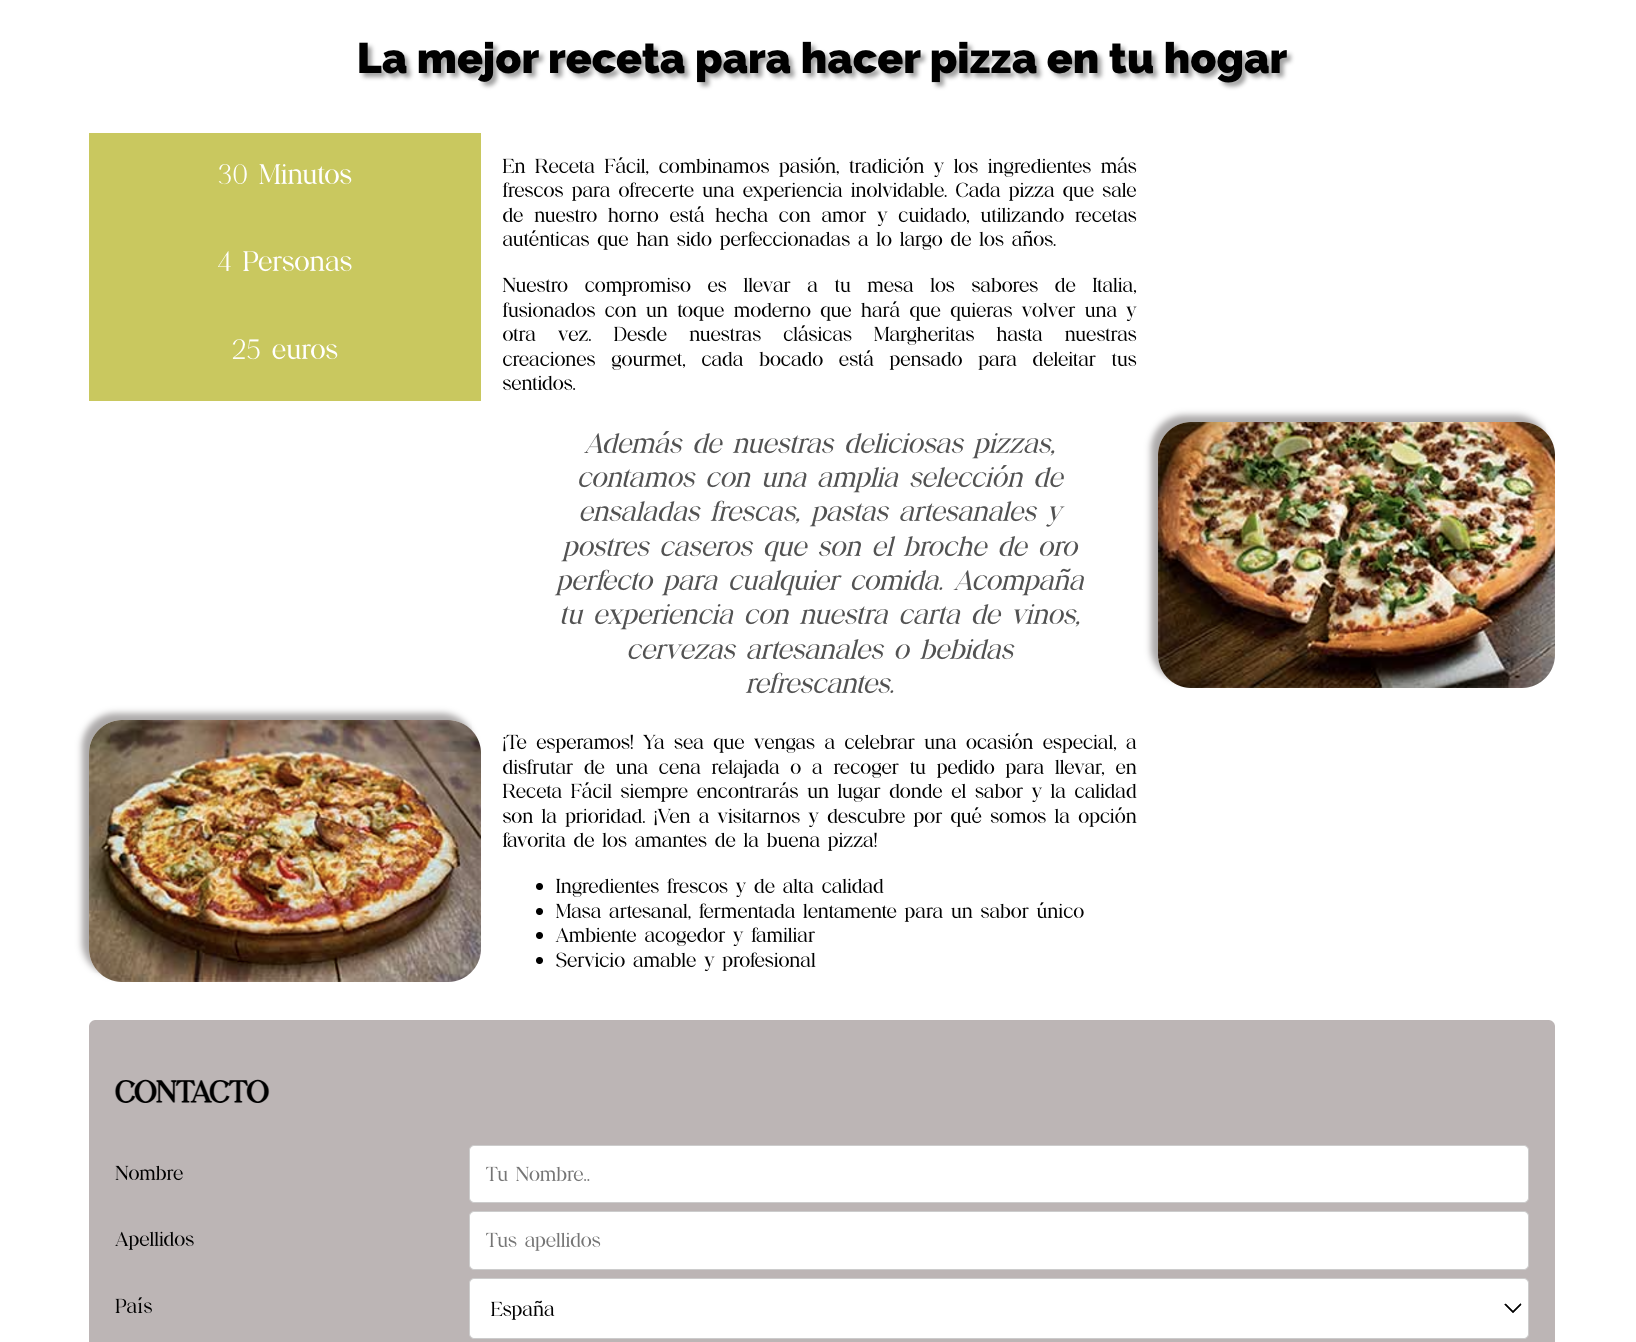 La mejor receta para hacer pizza en tu hogar
30 Minutos
4 Personas
25 euros
En Receta Fácil, combinamos pasión, tradición y los ingredientes más
frescos para ofrecerte una experiencia inolvidable. Cada pizza que sale
de nuestro horno está hecha con amor y cuidado, utilizando recetas
auténticas que han sido perfeccionadas a lo largo de los años.
Nuestro compromiso es llevar a tu mesa los sabores de Italia,
fusionados con un toque moderno que hará que quieras volver una y
otra vez. Desde nuestras clásicas Margheritas hasta nuestras
creaciones gourmet, cada bocado está pensado para deleitar tus
sentidos.
Además de nuestras deliciosas pizzas,
contamos con una amplia selección de
ensaladas frescas, pastas artesanales y
postres caseros que son el broche de oro
perfecto para cualquier comida. Acompaña
tu experiencia con nuestra carta de vinos,
cervezas artesanales o bebidas
refrescantes.
¡Te esperamos! Ya sea que vengas a celebrar una ocasión especial, a
disfrutar de una cena relajada o a recoger tu pedido para llevar, en
Receta Fácil siempre encontrarás un lugar donde el sabor y la calidad
son la prioridad. ¡Ven a visitarnos y descubre por qué somos la opción
favorita de los amantes de la buena pizza!
• Ingredientes frescos y de alta calidad
• Masa artesanal, fermentada lentamente para un sabor único
• Ambiente acogedor y familiar
• Servicio amable y profesional
CONTACTO
Nombre
Tu Nombre..
Apellidos
Tus apellidos
País
España